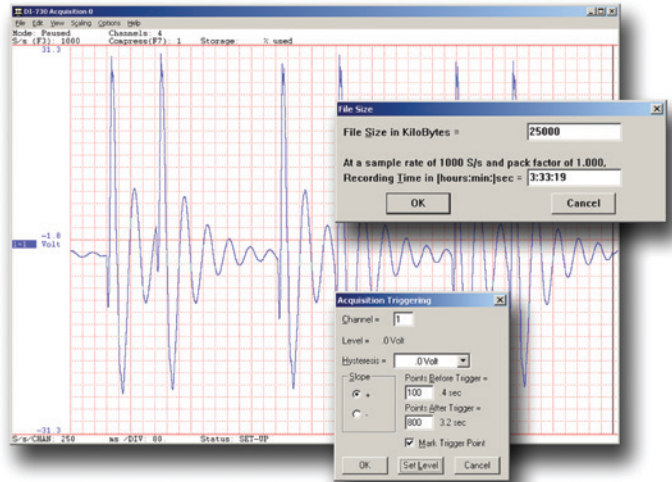 DI-730 Acquisition 0
File Edit View Scaling Options Help
Mode: Paused Channels: 4
S/s (F3): 1000 Compress(F7): 1 Storage: % used
31.3
-1.8
[-] Volt
-31.3
S/s/CHAN: 250 ms /DIV: 80 Status: SET-UP
File Size
File Size in KiloBytes = 25000
At a sample rate of 1000 S/s and pack factor of 1.000,
Recording Time in [hours:min:]sec = 3:33:19
OK Cancel
Acquisition Triggering
Channel = 1
Level = .0 Volt
Hysteresis = .0 Volt
Slope
+
-
Points Before Trigger =
100 .4 sec
Points After Trigger =
800 3.2 sec
Mark Trigger Point
OK Set Level Cancel